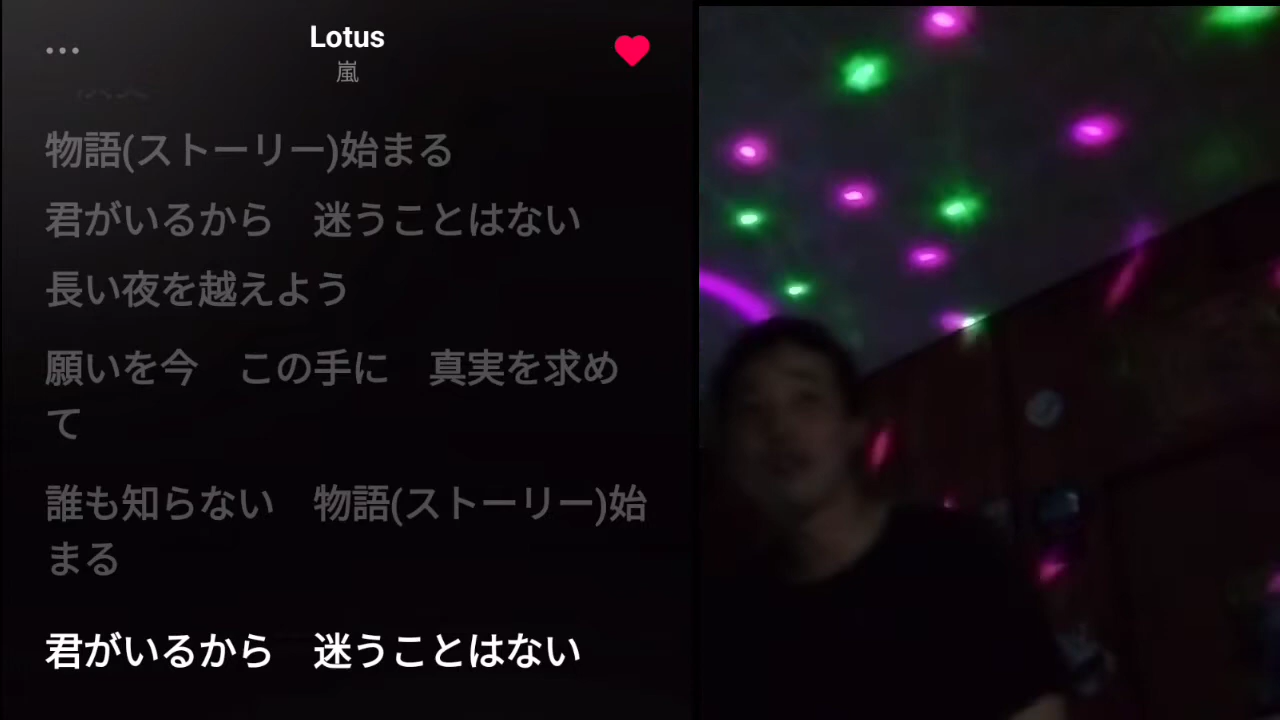 Lotus
嵐
物語(ストーリー)始まる
君がいるから　迷うことはない
長い夜を越えよう
願いを今　この手に　真実を求め
て
誰も知らない　物語(ストーリー)始
まる
君がいるから　迷うことはない